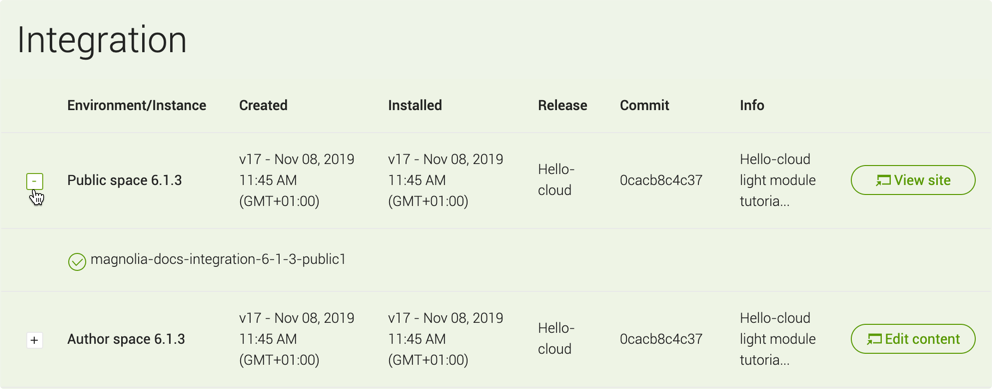 Integration
Environment/Instance Created Installed Release Commit Info
Public space 6.1.3
v17 - Nov 08, 2019
11:45 AM
(GMT+01:00)
v17 - Nov 08, 2019
11:45 AM
(GMT+01:00)
Hello-
cloud
0cacb8c4c37
Hello-cloud
light module
tutoria...
View site
magnolia-docs-integration-6-1-3-public1
Author space 6.1.3
v17 - Nov 08, 2019
11:45 AM
(GMT+01:00)
v17 - Nov 08, 2019
11:45 AM
(GMT+01:00)
Hello-
cloud
0cacb8c4c37
Hello-cloud
light module
tutoria...
Edit content